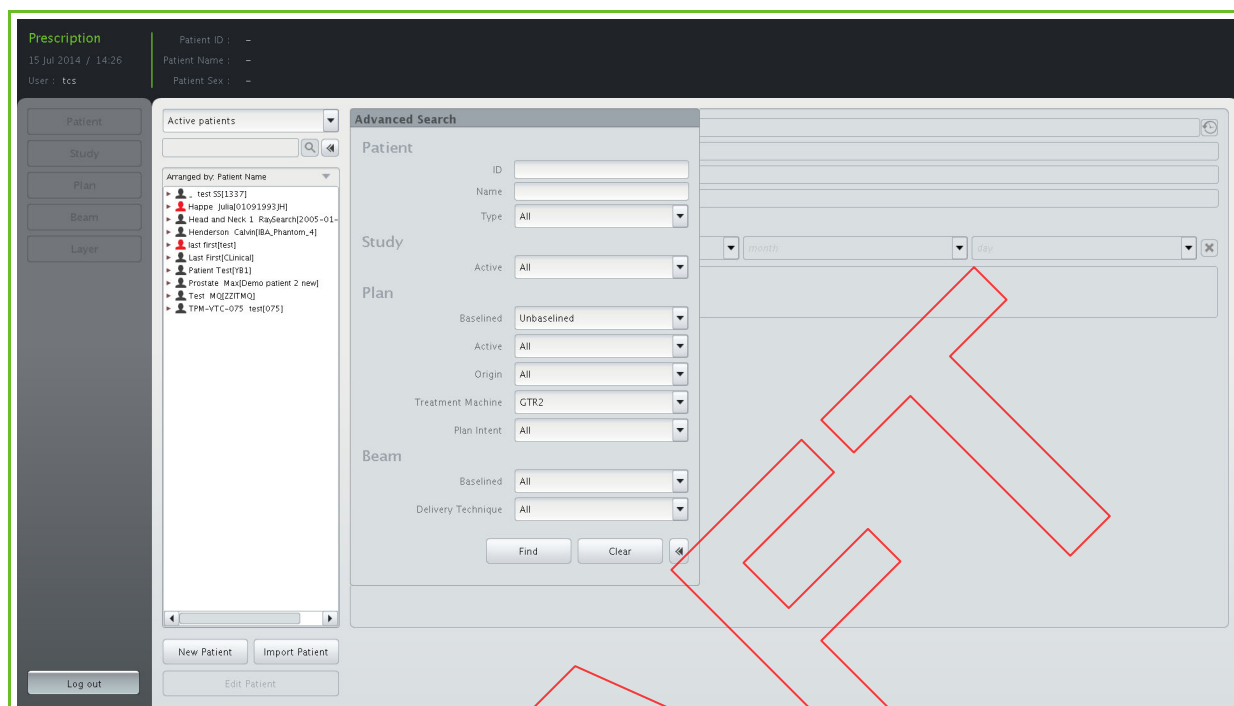 Prescription
15 Jul 2014 / 14:26
User : tcs
Patient ID : –
Patient Name : –
Patient Sex : –
Patient
Study
Plan
Beam
Layer
Log out
Active patients
Arranged by: Patient Name
test SS[1337]
Happe Julia[01091993JH]
Head and Neck 1 RaySearch[2005-01-
Henderson Calvin[IBA_Phantom_4]
last first[test]
Last First[CLinical]
Patient Test[YB1]
Prostate Max[Demo patient 2 new]
Test MQ[ZZITMQ]
TPM-VTC-075 test[075]
New Patient
Import Patient
Edit Patient
Advanced Search
Patient
ID
Name
Type All
Study
Active All
Plan
Baselined Unbaselined
Active All
Origin All
Treatment Machine GTR2
Plan Intent All
Beam
Baselined All
Delivery Technique All
Find
Clear
month
day